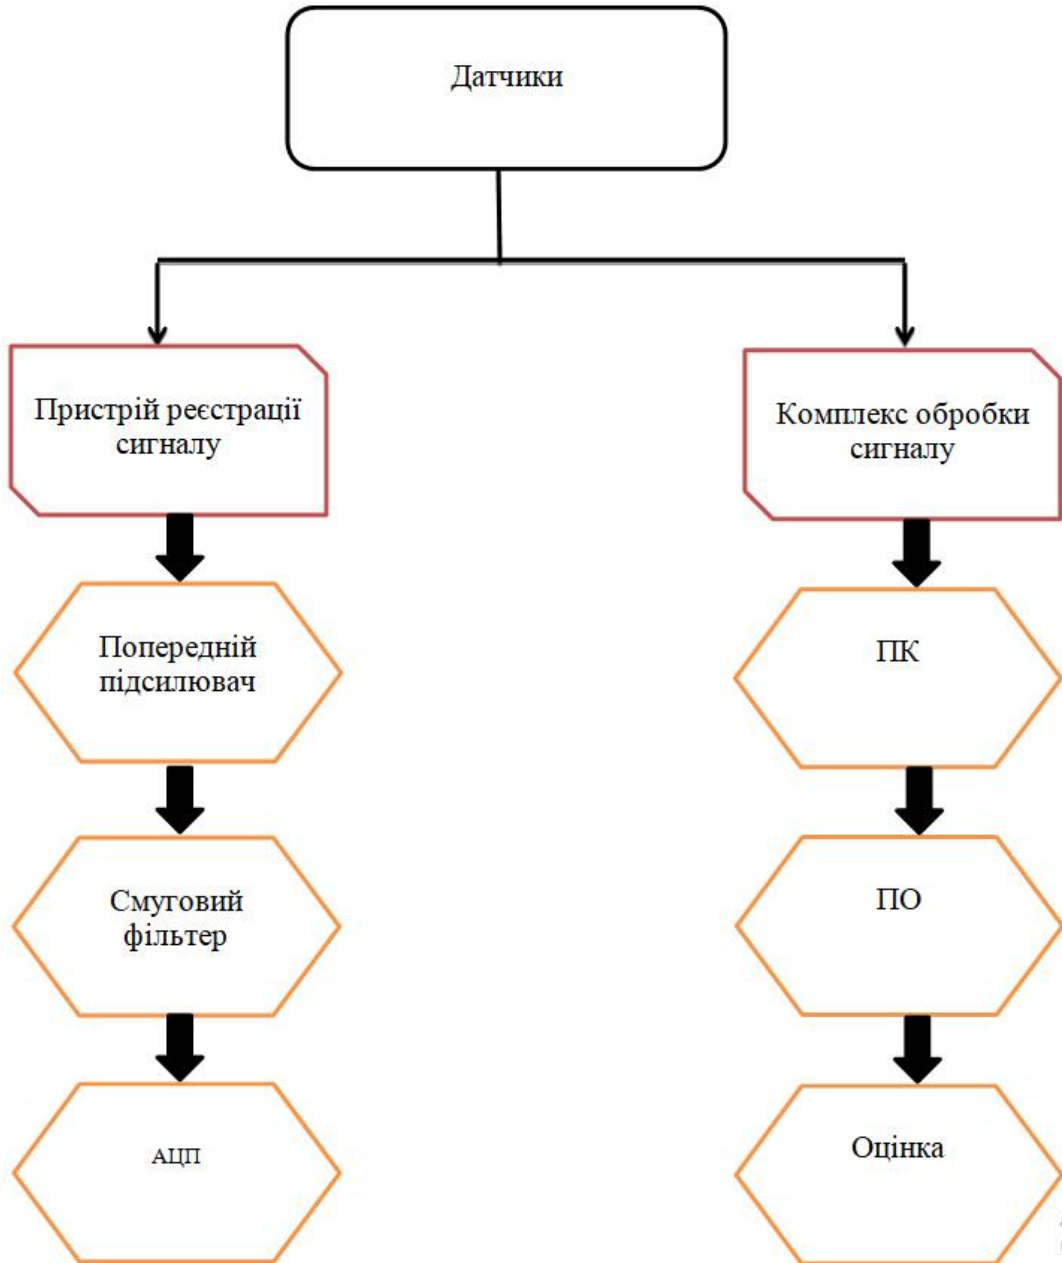 Датчики
Пристрій реєстрації
сигналу
Комплекс обробки
сигналу
Попередній
підсилювач
ПК
Смуговий
фільтер
ПО
АЦП
Оцінка